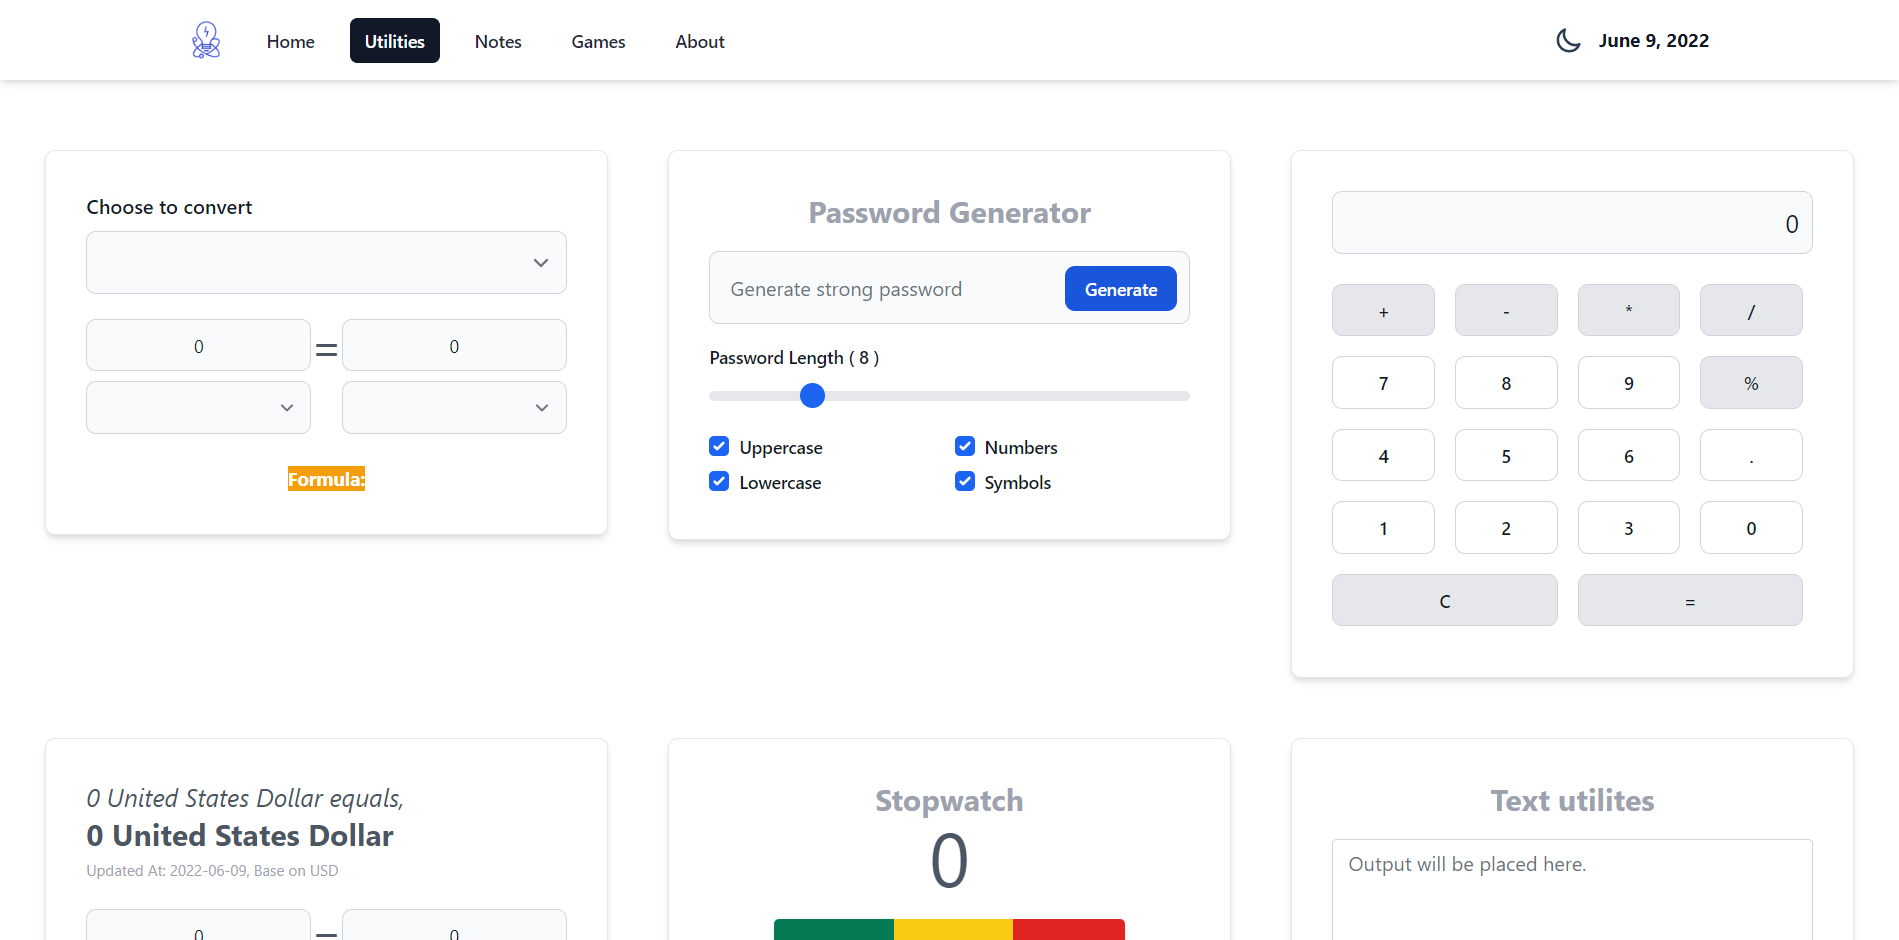 Home
Utilities
Notes
Games
About
June 9, 2022
Choose to convert
0
=
0
Formula:
Password Generator
Generate strong password
Generate
Password Length ( 8 )
Uppercase
Numbers
Lowercase
Symbols
0
+ - * /
7 8 9 %
4 5 6 .
1 2 3 0
C =
0 United States Dollar equals,
0 United States Dollar
Updated At: 2022-06-09, Base on USD
0
=
0
Stopwatch
0
Text utilites
Output will be placed here.